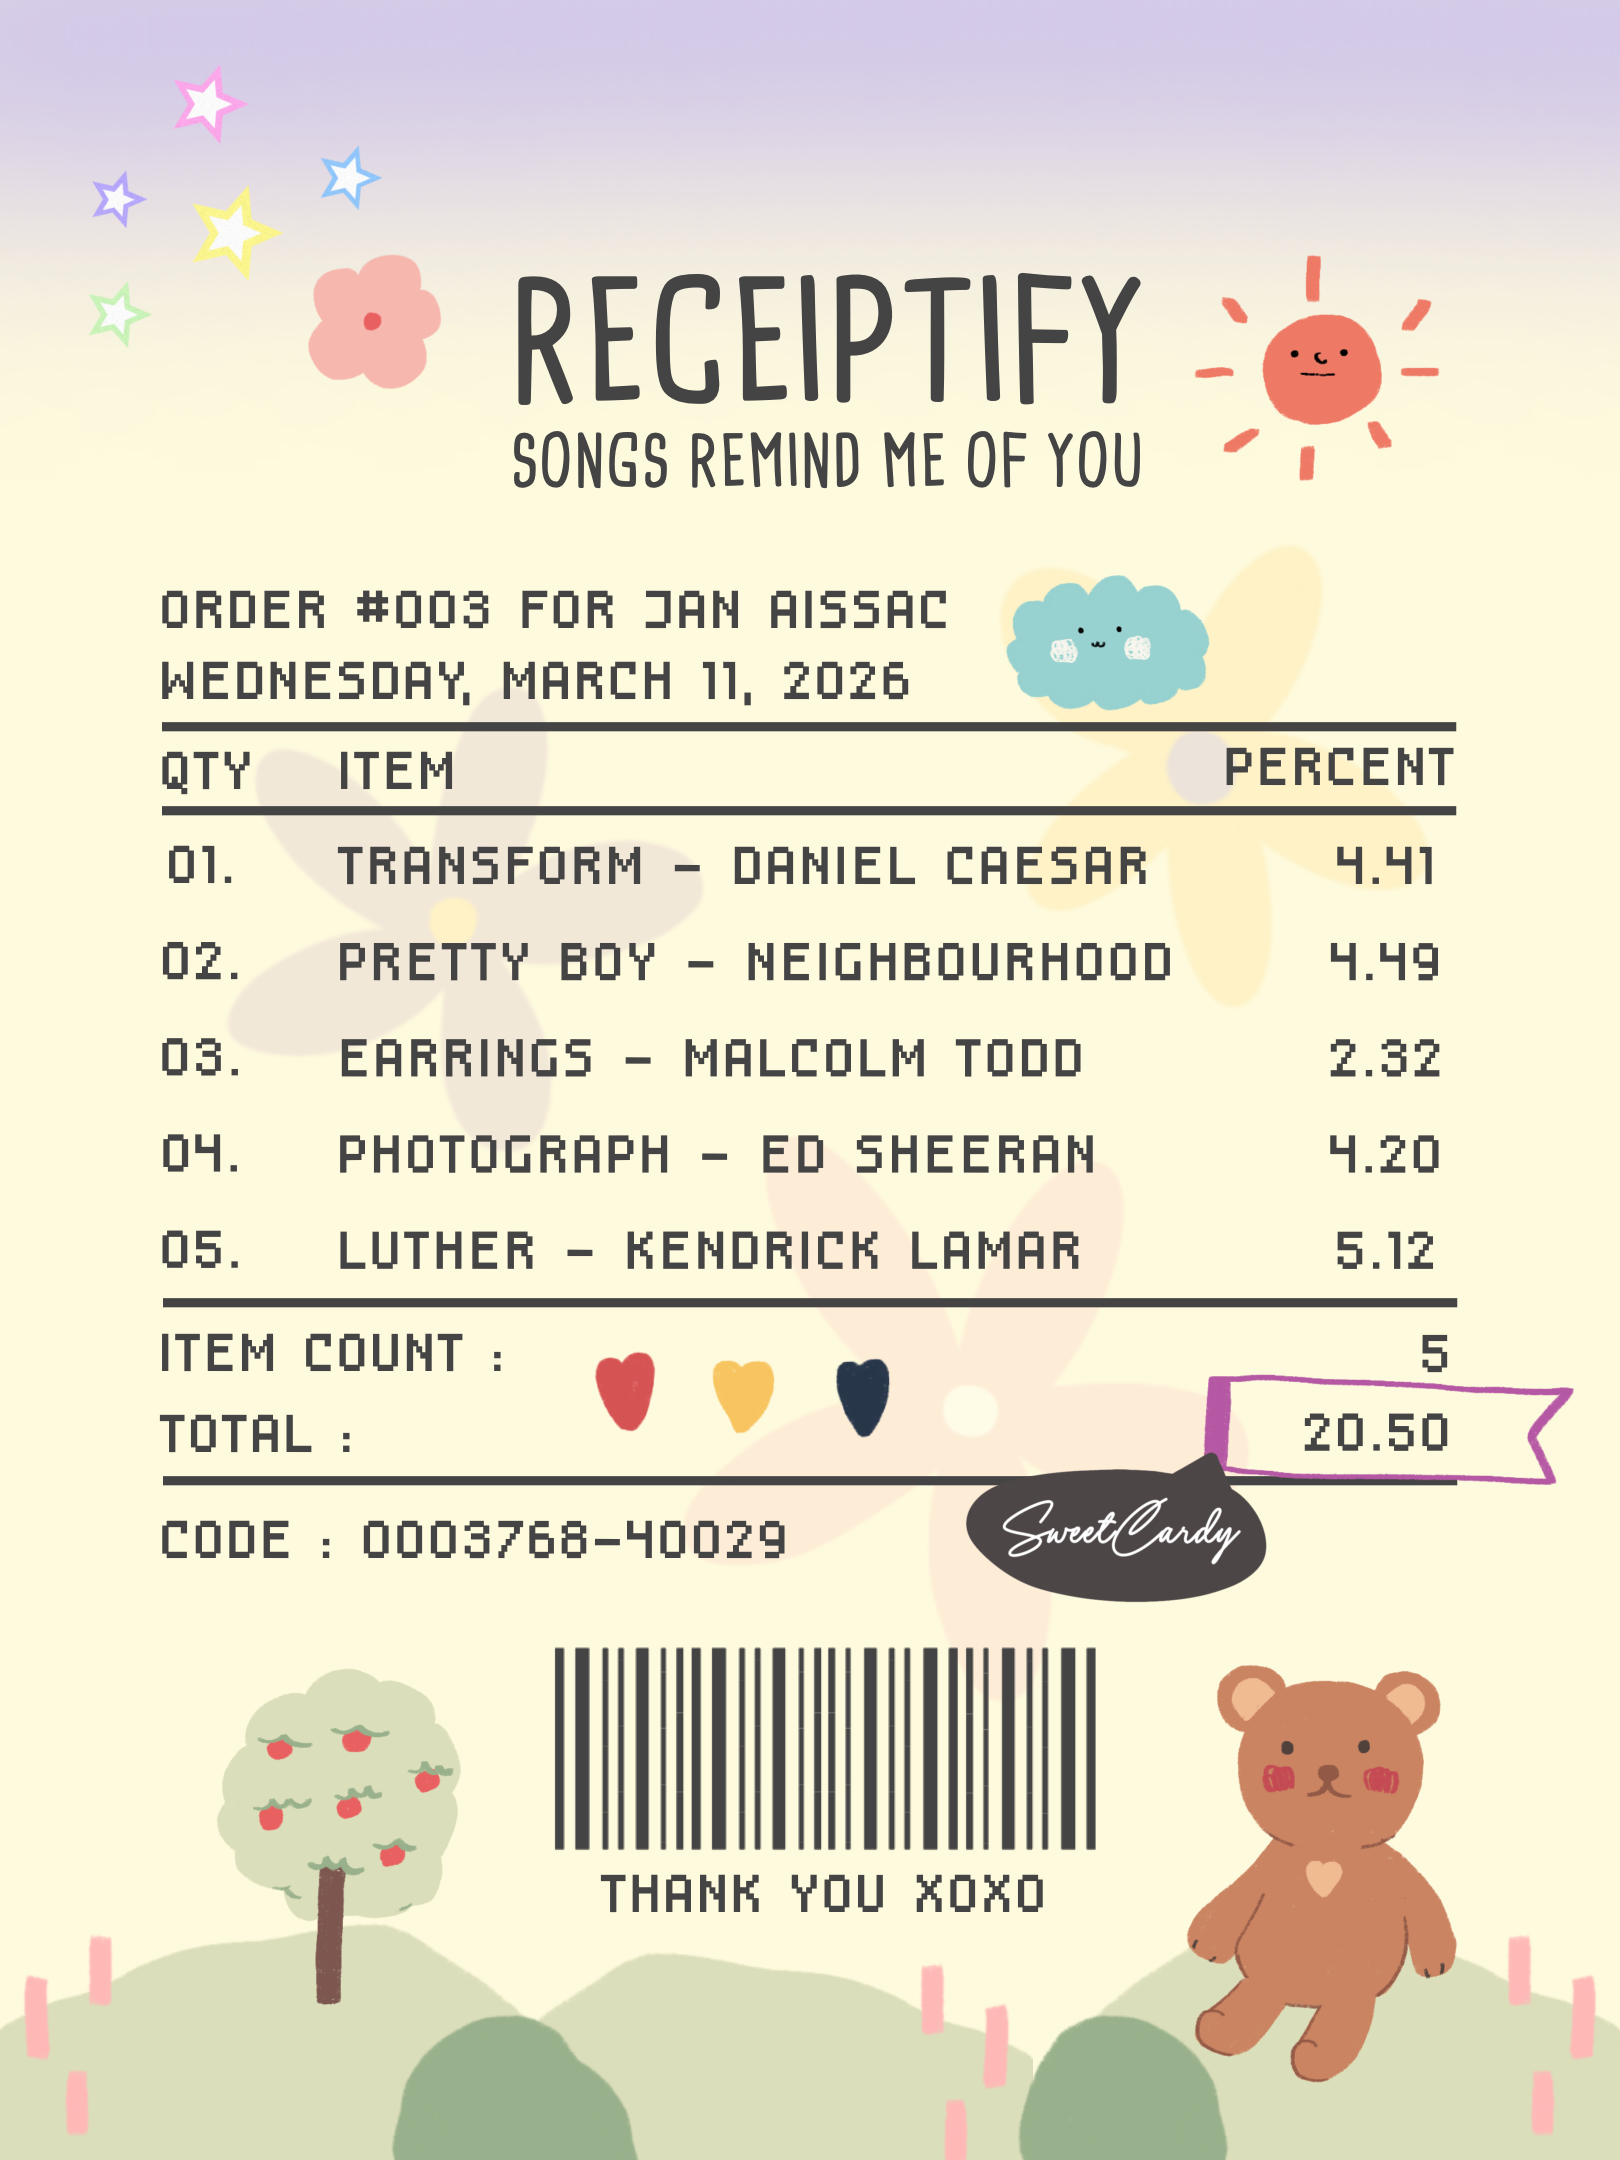 RECEIPTIFY
SONGS REMIND ME OF YOU
ORDER #003 FOR JAN AISSAC
WEDNESDAY, MARCH 11, 2026
QTY ITEM PERCENT
01. TRANSFORM - DANIEL CAESAR 4.41
02. PRETTY BOY - NEIGHBOURHOOD 4.49
03. EARRINGS - MALCOLM TODD 2.32
04. PHOTOGRAPH - ED SHEERAN 4.20
05. LUTHER - KENDRICK LAMAR 5.12
ITEM COUNT : 5
TOTAL : 20.50
CODE : 0003768-40029
SweetCardy
THANK YOU XOXO